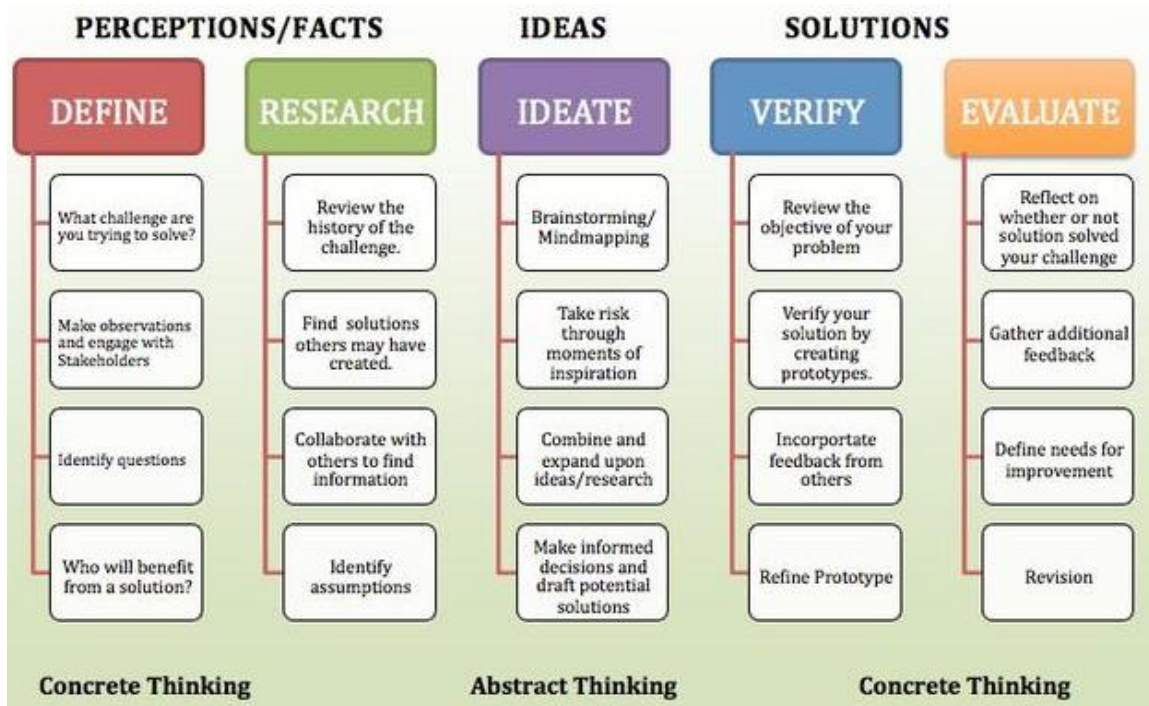 PERCEPTIONS/FACTS
IDEAS
SOLUTIONS
DEFINE
What challenge are
you trying to solve?
Make observations
and engage with
Stakeholders
Identify questions
Who will benefit
from a solution?
RESEARCH
Review the
history of the
challenge.
Find solutions
others may have
created.
Collaborate with
others to find
information
Identify
assumptions
IDEATE
Brainstorming/
Mindmapping
Take risk
through
moments of
inspiration
Combine and
expand upon
ideas/research
Make informed
decisions and
draft potential
solutions
VERIFY
Review the
objective of your
problem
Verify your
solution by
creating
prototypes.
Incorportate
feedback from
others
Refine Prototype
EVALUATE
Reflect on
whether or not
solution solved
your challenge
Gather additional
feedback
Define needs for
improvement
Revision
Concrete Thinking
Abstract Thinking
Concrete Thinking